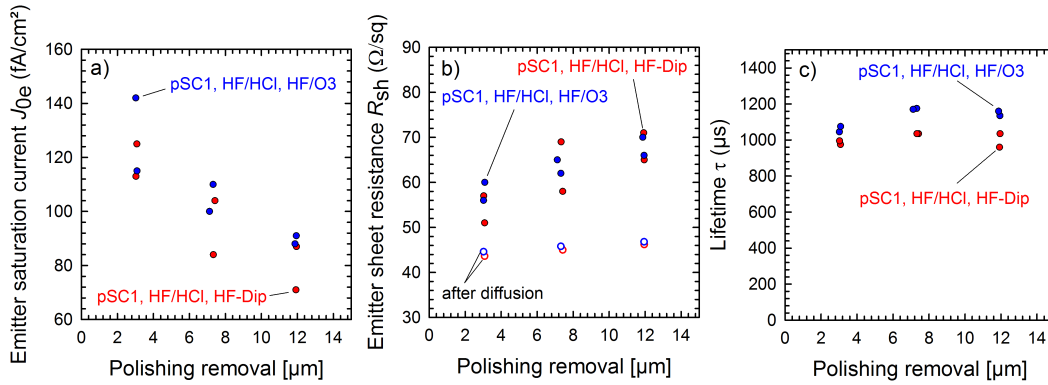 Emitter saturation current J0e (fA/cm²)
160
140
120
100
80
60
a)
pSC1, HF/HCl, HF/O3
pSC1, HF/HCl, HF-Dip
0 2 4 6 8 10 12 14
Polishing removal [µm]
Emitter sheet resistance Rsh (Ω/sq)
90
80
70
60
50
40
30
b)
pSC1, HF/HCl, HF-Dip
pSC1, HF/HCl, HF/O3
after diffusion
0 2 4 6 8 10 12 14
Polishing removal [µm]
Lifetime τ (µs)
1400
1200
1000
800
600
400
200
0
c)
pSC1, HF/HCl, HF/O3
pSC1, HF/HCl, HF-Dip
0 2 4 6 8 10 12 14
Polishing removal [µm]